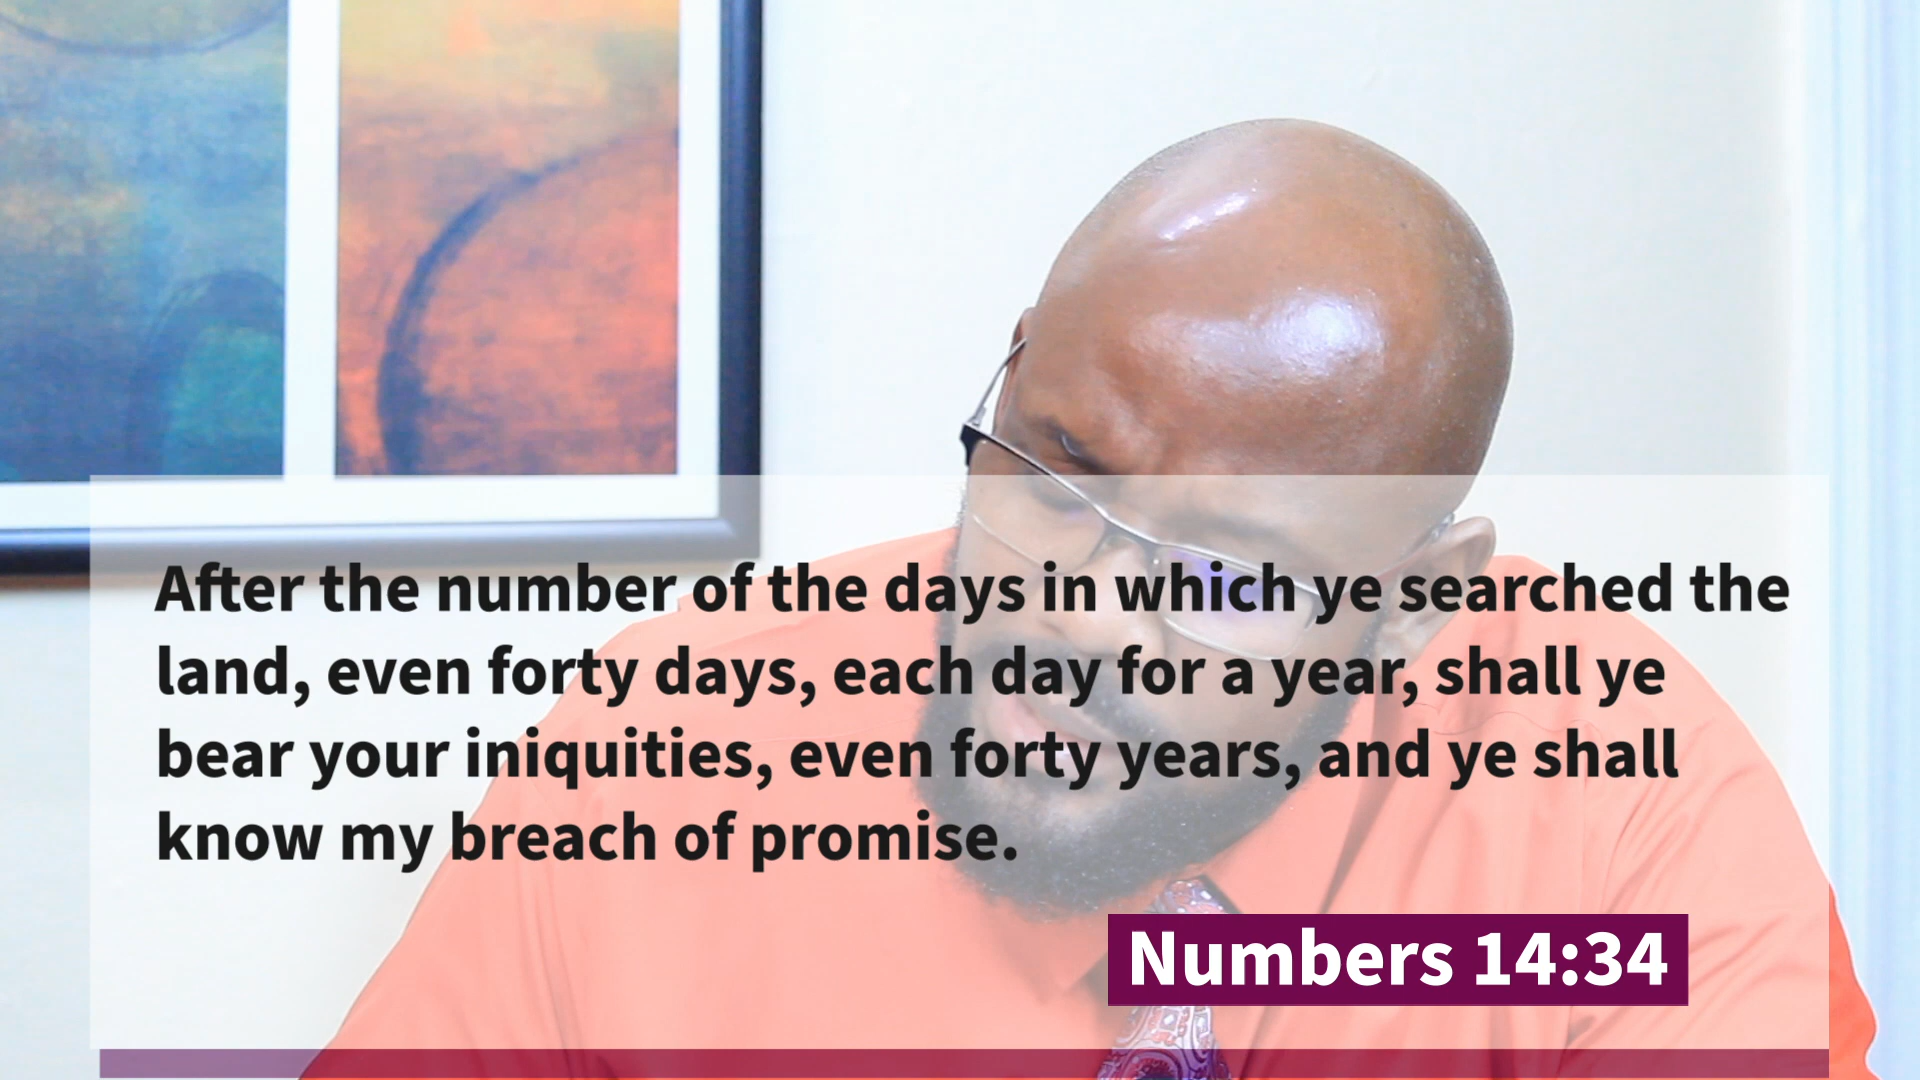 After the number of the days in which ye searched the
land, even forty days, each day for a year, shall ye
bear your iniquities, even forty years, and ye shall
know my breach of promise.
Numbers 14:34